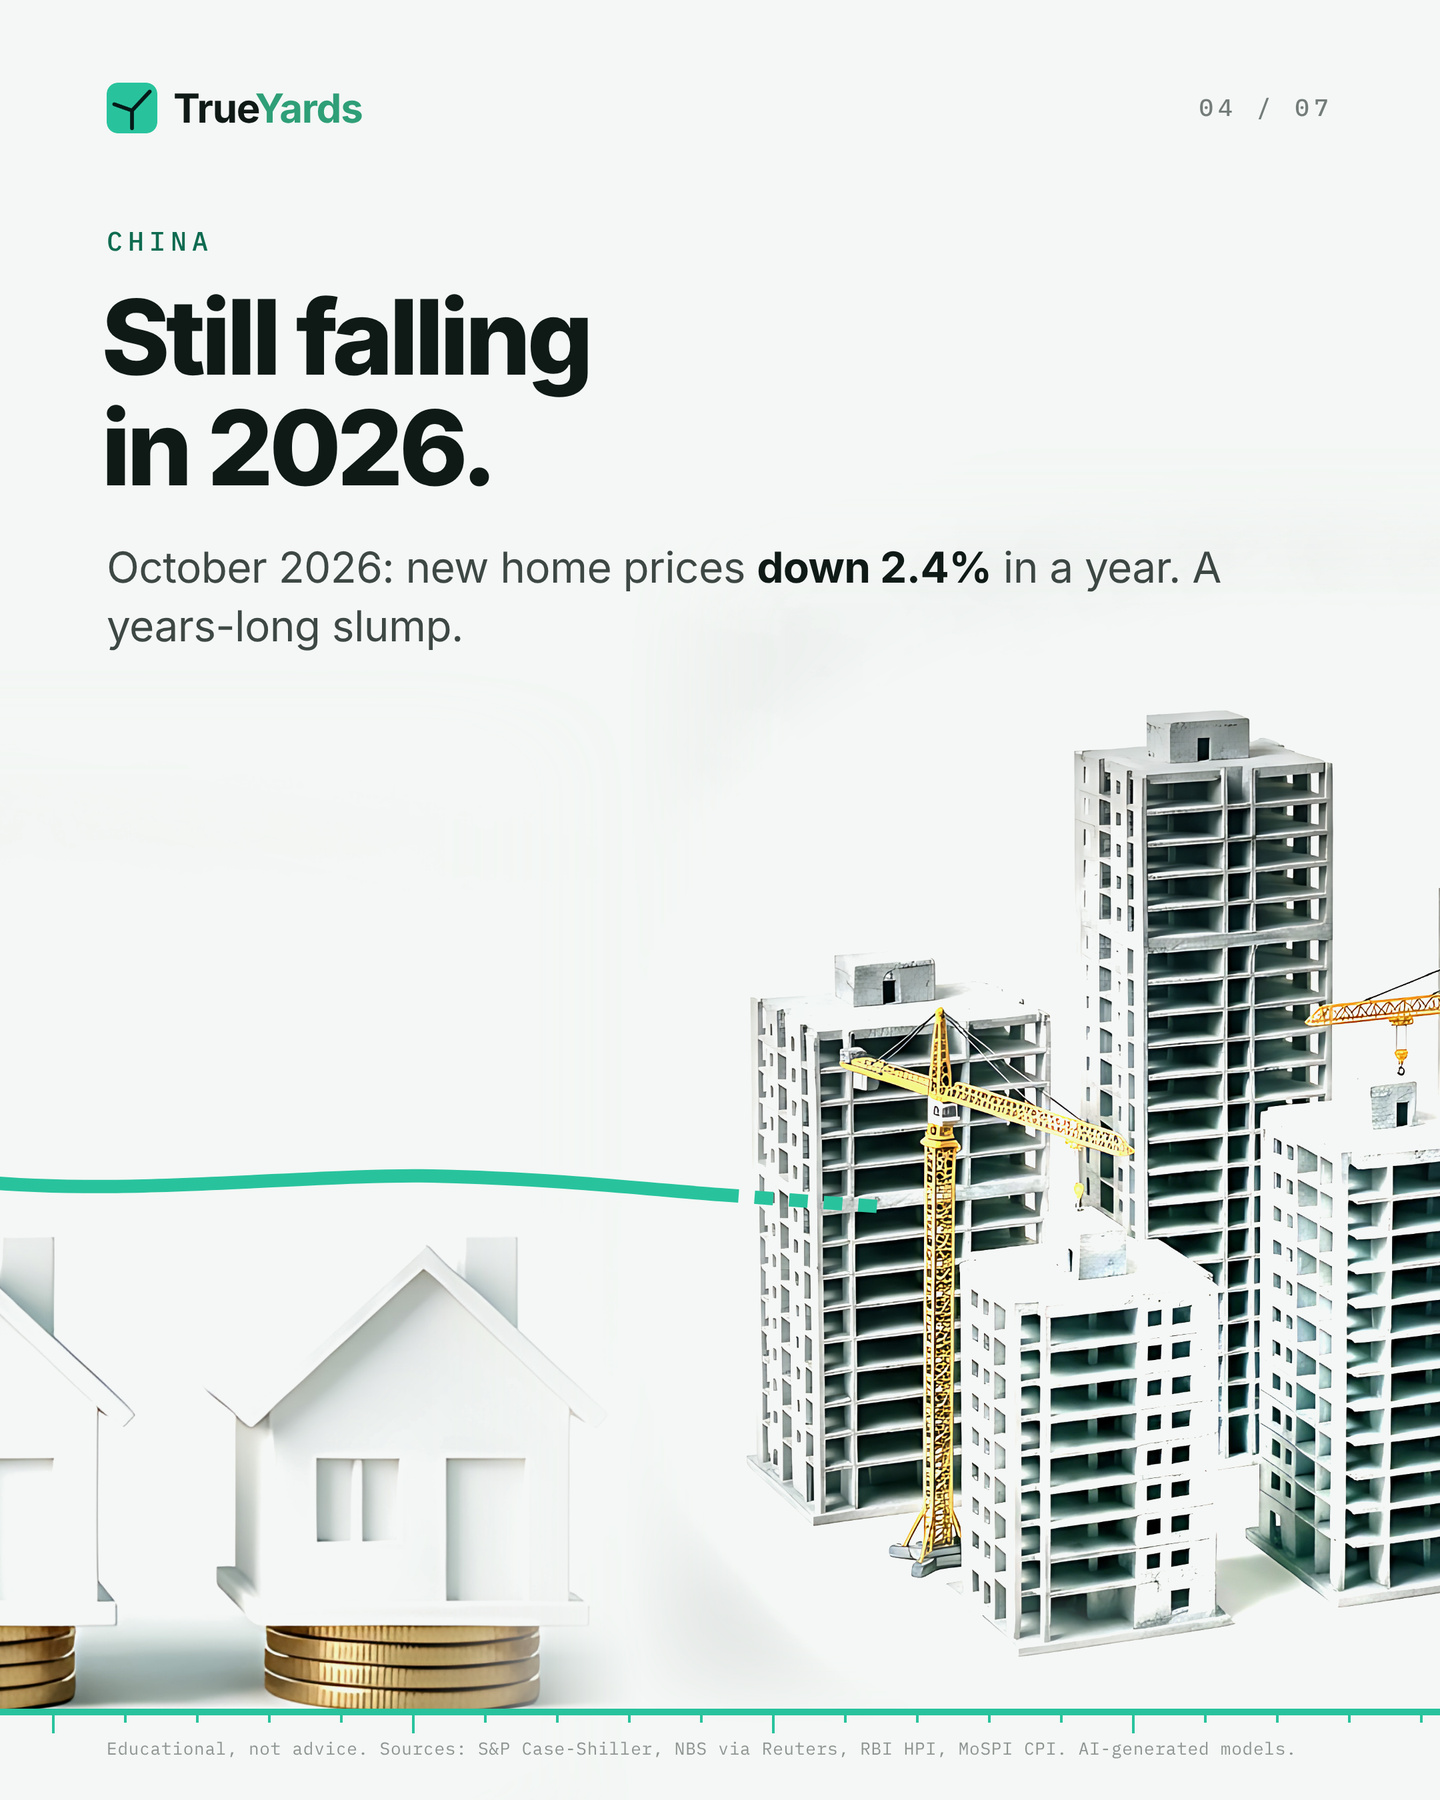 TrueYards
04 / 07
CHINA
Still falling
in 2026.
October 2026: new home prices down 2.4% in a year. A
years-long slump.
Educational, not advice. Sources: S&P Case-Shiller, NBS via Reuters, RBI HPI, MoSPI CPI. AI-generated models.